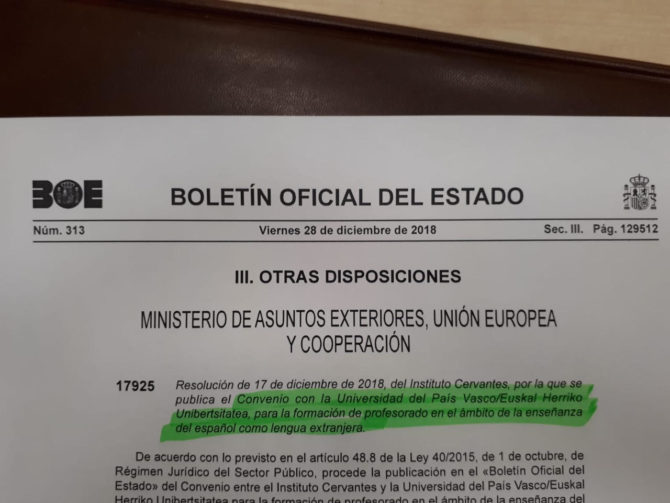 BOE
BOLETÍN OFICIAL DEL ESTADO
Núm. 313 Viernes 28 de diciembre de 2018 Sec. III. Pág. 129512
III. OTRAS DISPOSICIONES
MINISTERIO DE ASUNTOS EXTERIORES, UNIÓN EUROPEA
Y COOPERACIÓN
17925 Resolución de 17 de diciembre de 2018, del Instituto Cervantes, por la que se
publica el Convenio con la Universidad del País Vasco/Euskal Herriko
Unibertsitatea, para la formación de profesorado en el ámbito de la enseñanza
del español como lengua extranjera.
De acuerdo con lo previsto en el artículo 48.8 de la Ley 40/2015, de 1 de octubre, de
Régimen Jurídico del Sector Público, procede la publicación en el «Boletín Oficial del
Estado» del Convenio entre el Instituto Cervantes y la Universidad del País Vasco/Euskal
Herriko Unibertsitatea para la formación de profesorado en el ámbito de la enseñanza del